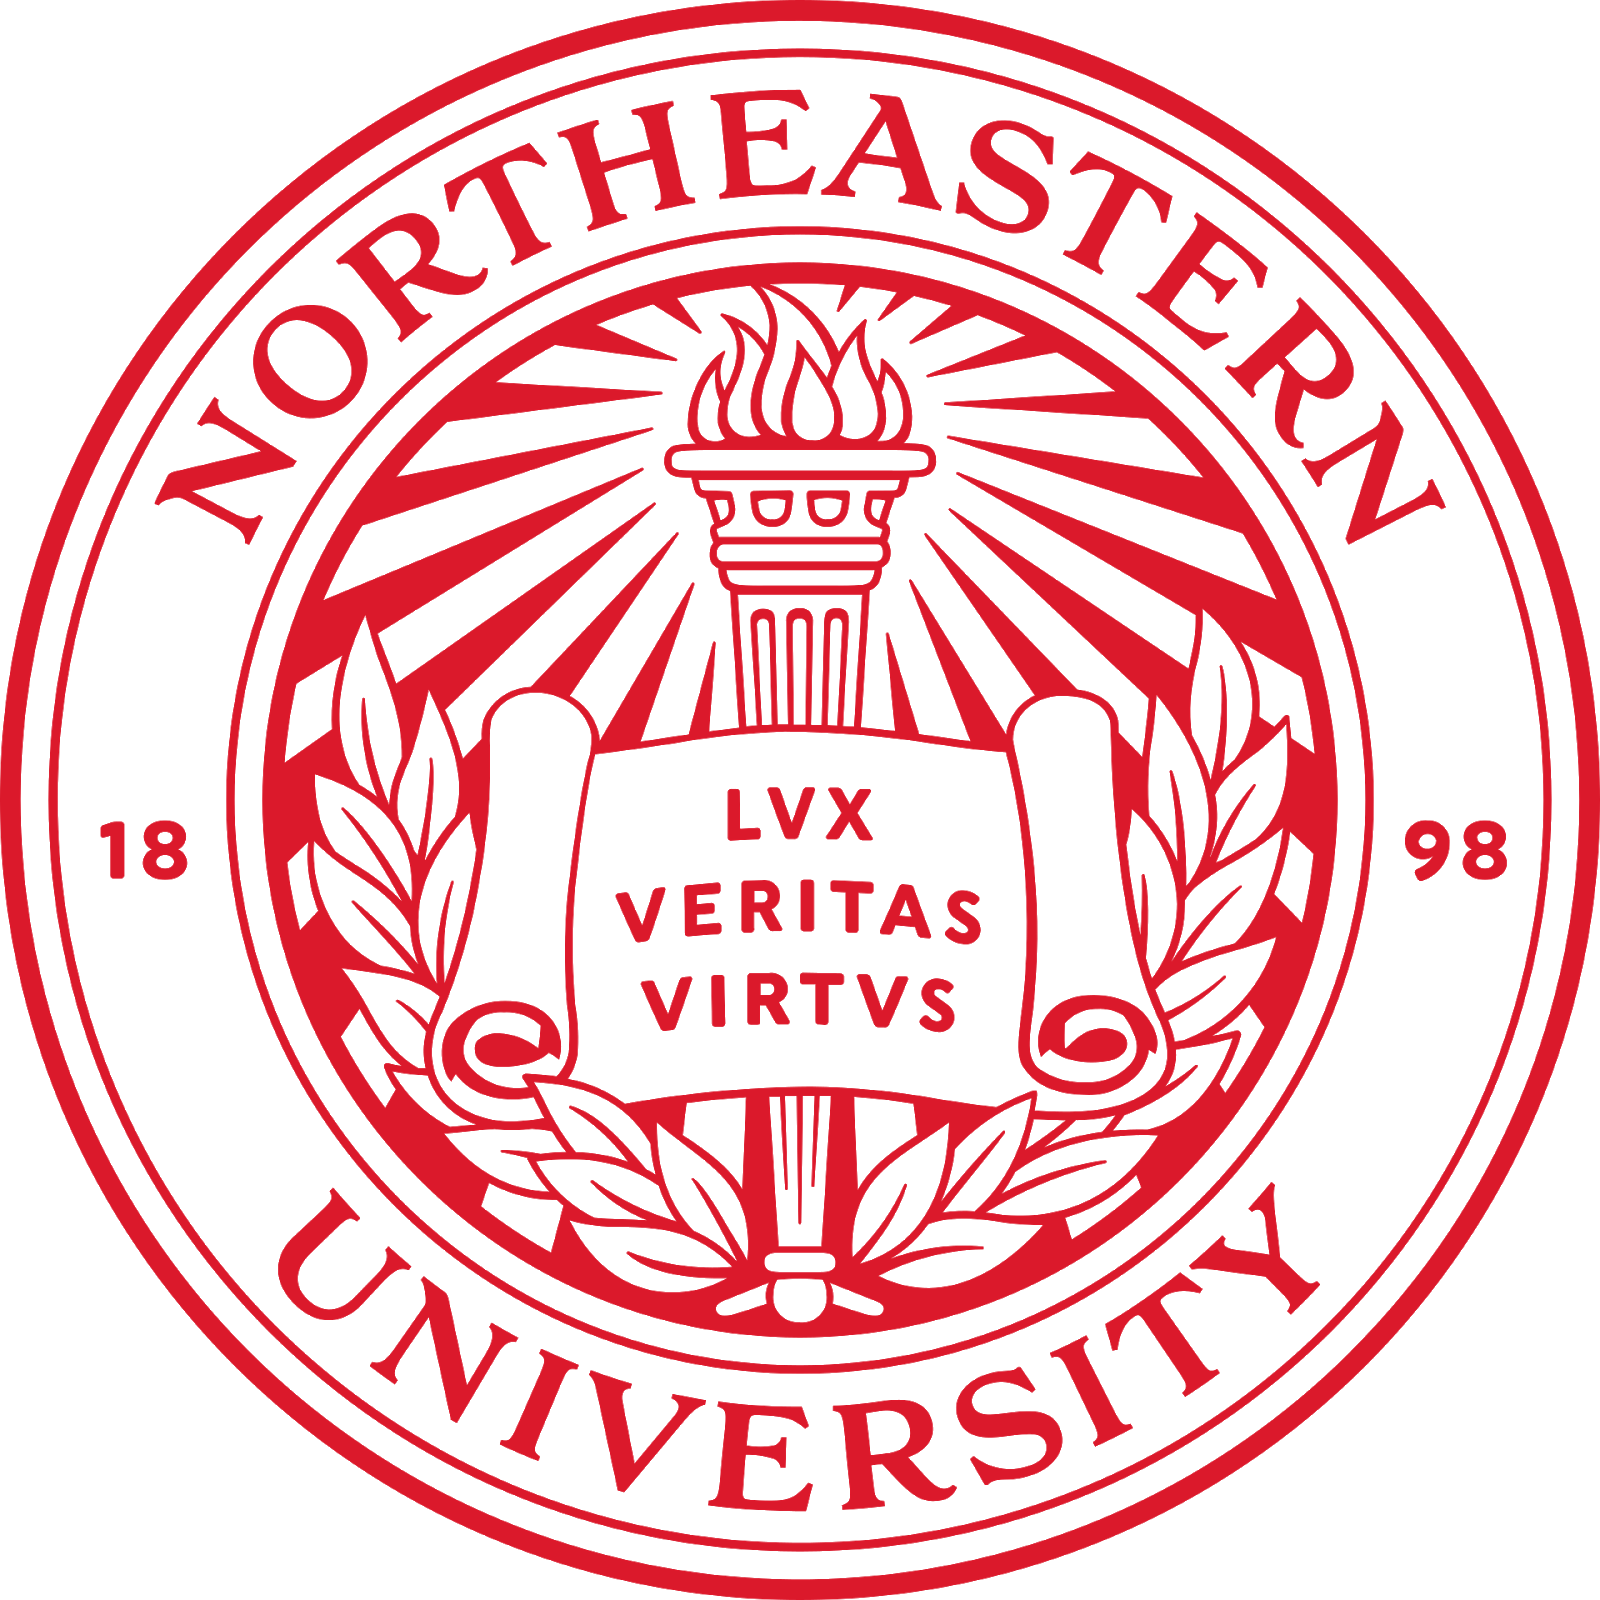 NORTHEASTERN
18
98
LVX
VERITAS
VIRTVS
UNIVERSITY